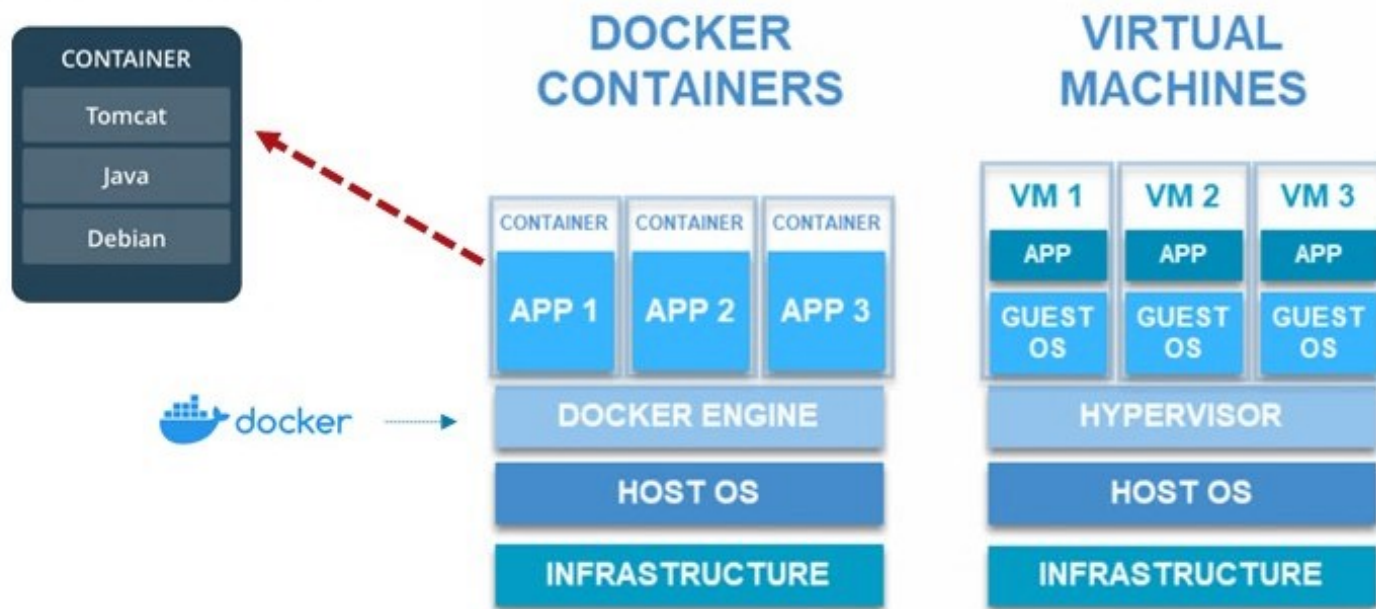 CONTAINER
Tomcat
Java
Debian
docker
DOCKER
CONTAINERS
CONTAINER
CONTAINER
CONTAINER
APP 1
APP 2
APP 3
DOCKER ENGINE
HOST OS
INFRASTRUCTURE
VIRTUAL
MACHINES
VM 1
VM 2
VM 3
APP
APP
APP
GUEST
OS
GUEST
OS
GUEST
OS
HYPERVISOR
HOST OS
INFRASTRUCTURE